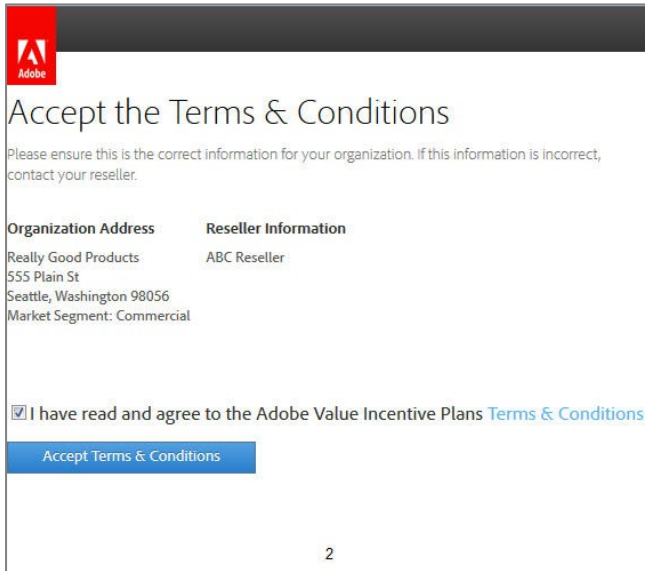 Adobe
Accept the Terms & Conditions
Please ensure this is the correct information for your organization. If this information is incorrect,
contact your reseller.
Organization Address
Really Good Products
555 Plain St
Seattle, Washington 98056
Market Segment: Commercial
Reseller Information
ABC Reseller
I have read and agree to the Adobe Value Incentive Plans Terms & Conditions
Accept Terms & Conditions
2